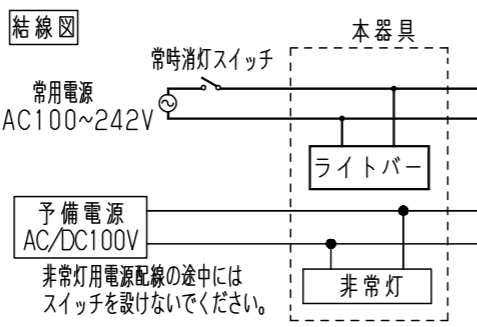 結線図
本器具
常時消灯スイッチ
常用電源
AC100~242V
ライトバー
予備電源
AC/DC100V
非常灯用電源配線の途中には
スイッチを設けないでください。
非常灯